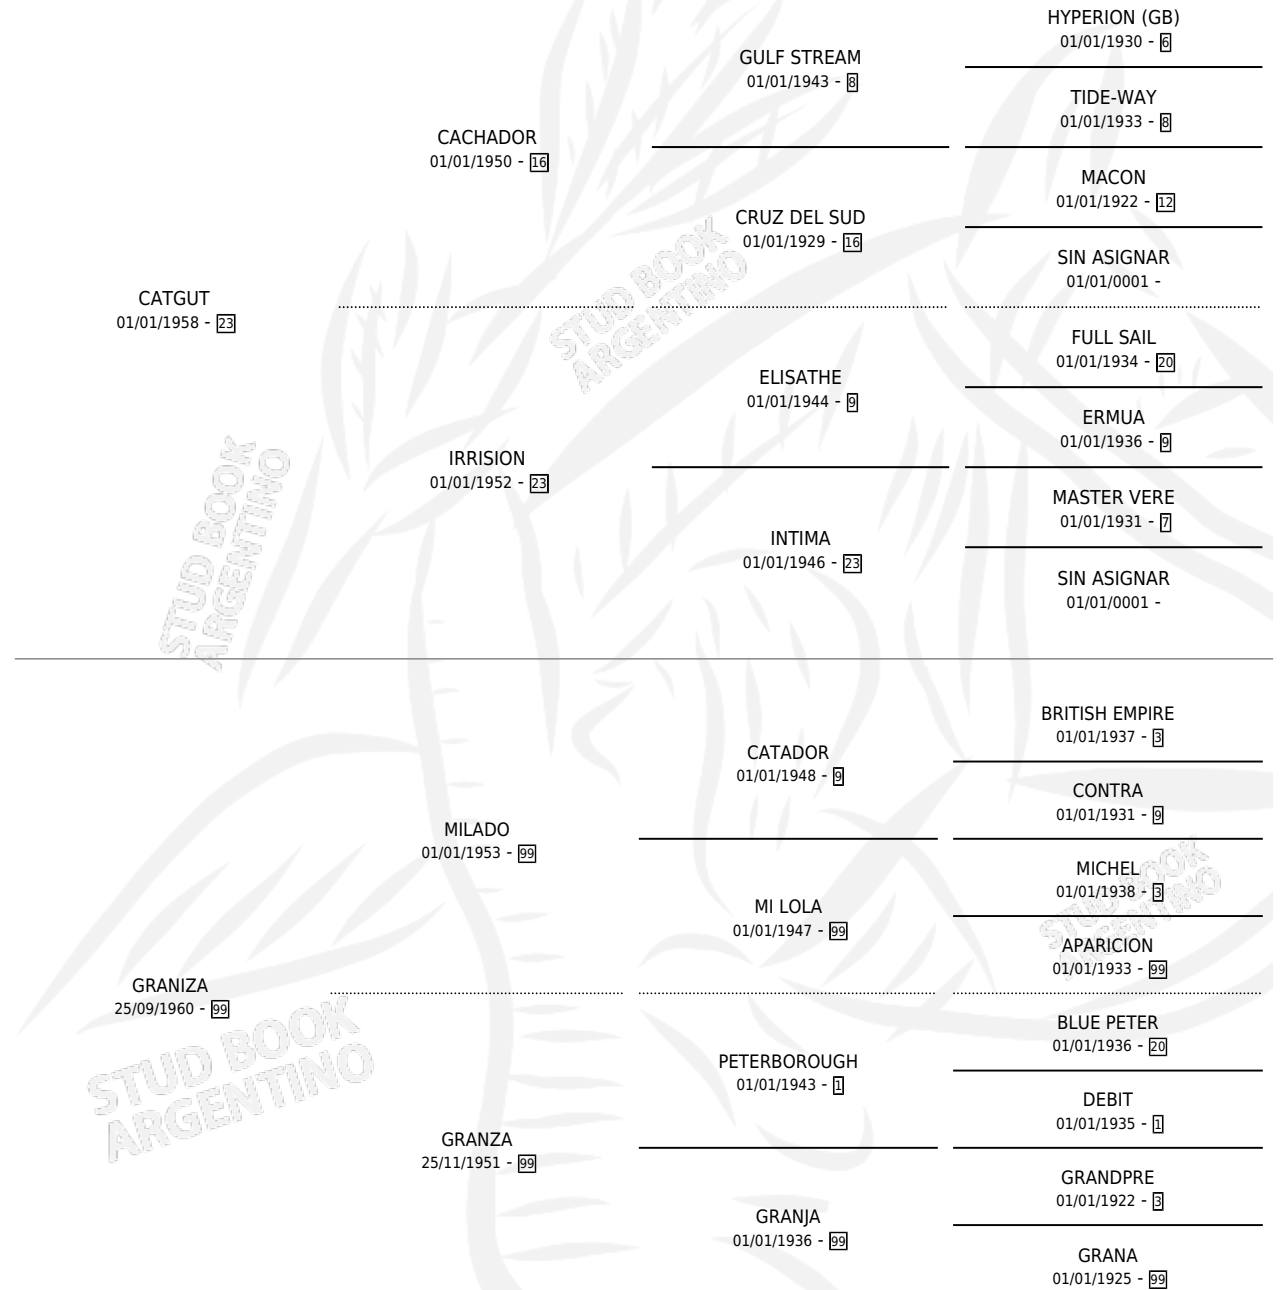 HYPERION (GB)
01/01/1930 - 6
GULF STREAM
01/01/1943 - 8
TIDE-WAY
01/01/1933 - 8
CACHADOR
01/01/1950 - 16
MACON
01/01/1922 - 12
CRUZ DEL SUD
01/01/1929 - 16
SIN ASIGNAR
01/01/0001 -
CATGUT
01/01/1958 - 23
FULL SAIL
01/01/1934 - 20
ELISATHE
01/01/1944 - 9
ERMUA
01/01/1936 - 9
IRRISION
01/01/1952 - 23
MASTER VERE
01/01/1931 - 7
INTIMA
01/01/1946 - 23
SIN ASIGNAR
01/01/0001 -
STUD BOOK
ARGENTINO
STUD BOOK
ARGENTINO
BRITISH EMPIRE
01/01/1937 - 3
CATADOR
01/01/1948 - 9
CONTRA
01/01/1931 - 9
MILADO
01/01/1953 - 99
MICHEL
01/01/1938 - 3
MI LOLA
01/01/1947 - 99
APARICION
01/01/1933 - 99
STUD BOOK
ARGENTINO
GRANIZA
25/09/1960 - 99
BLUE PETER
01/01/1936 - 20
PETERBOROUGH
01/01/1943 - 1
DEBIT
01/01/1935 - 1
STUD BOOK
ARGENTINO
GRANZA
25/11/1951 - 99
GRANDPRE
01/01/1922 - 3
GRANJA
01/01/1936 - 99
GRANA
01/01/1925 - 99